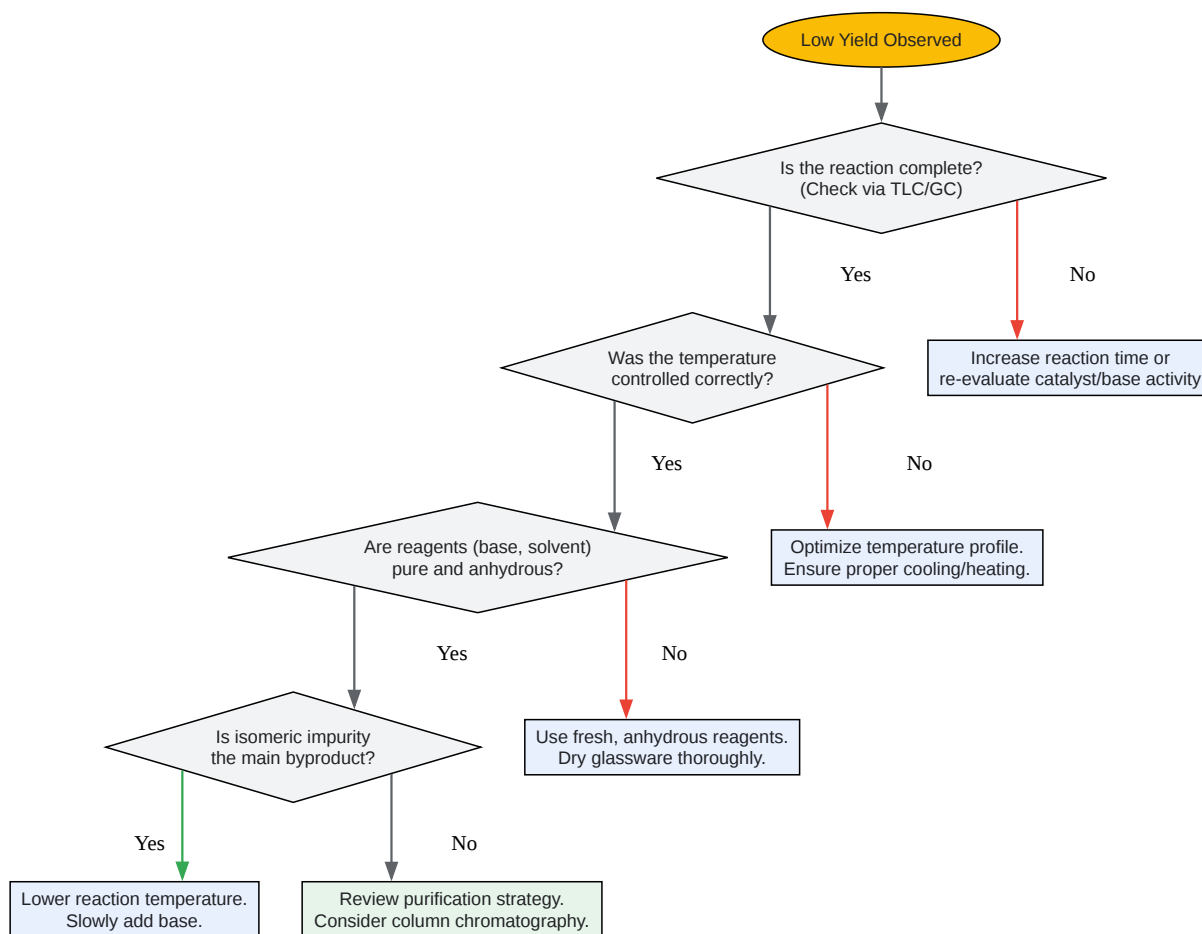 Low Yield Observed
Is the reaction complete?
(Check via TLC/GC)
Yes
No
Was the temperature
controlled correctly?
Increase reaction time or
re-evaluate catalyst/base activity
Yes
No
Are reagents (base, solvent)
pure and anhydrous?
Optimize temperature profile.
Ensure proper cooling/heating.
Yes
No
Is isomeric impurity
the main byproduct?
Use fresh, anhydrous reagents.
Dry glassware thoroughly.
Yes
No
Lower reaction temperature.
Slowly add base.
Review purification strategy.
Consider column chromatography.